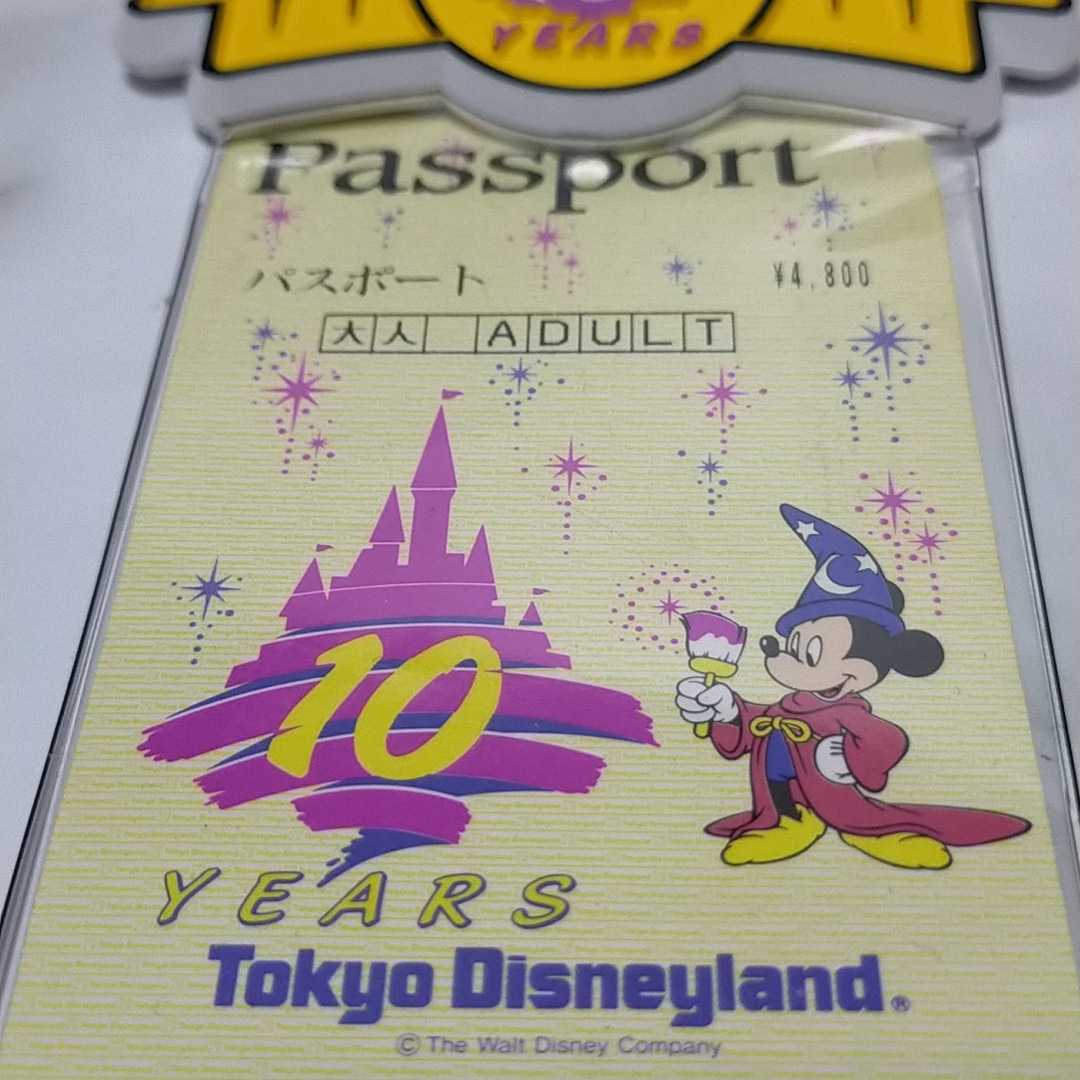 YEARS
Passport
パスポート ¥4,800
大人 ADULT
10
YEARS
Tokyo Disneyland®
© The Walt Disney Company